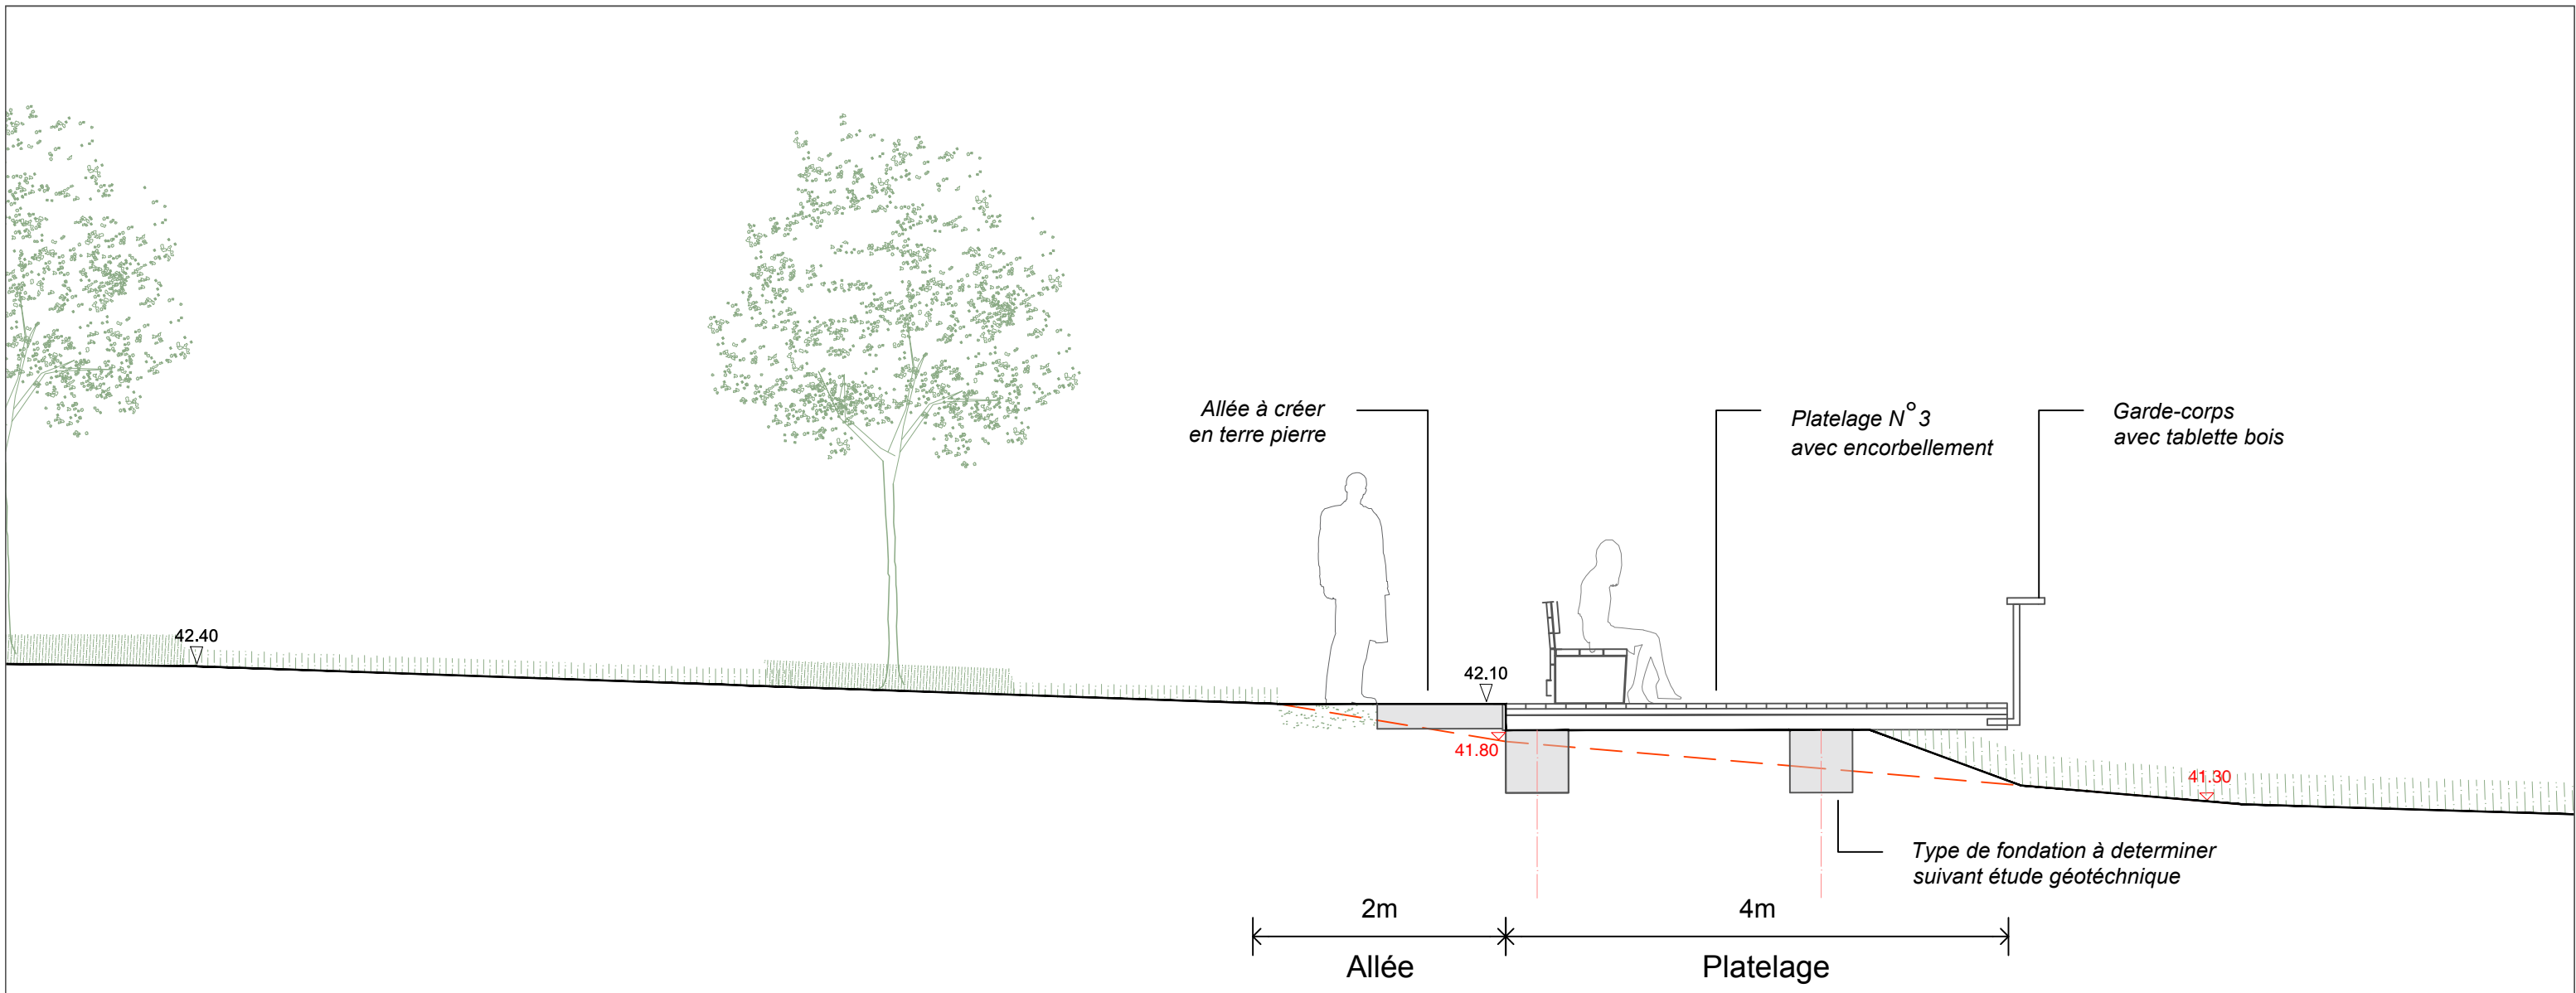 Allée à créer
en terre pierre
Platelage N°3
avec encorbellement
Garde-corps
avec tablette bois
42.40
42.10
41.80
41.30
Type de fondation à determiner
suivant étude géotéchnique
2m
4m
Allée
Platelage